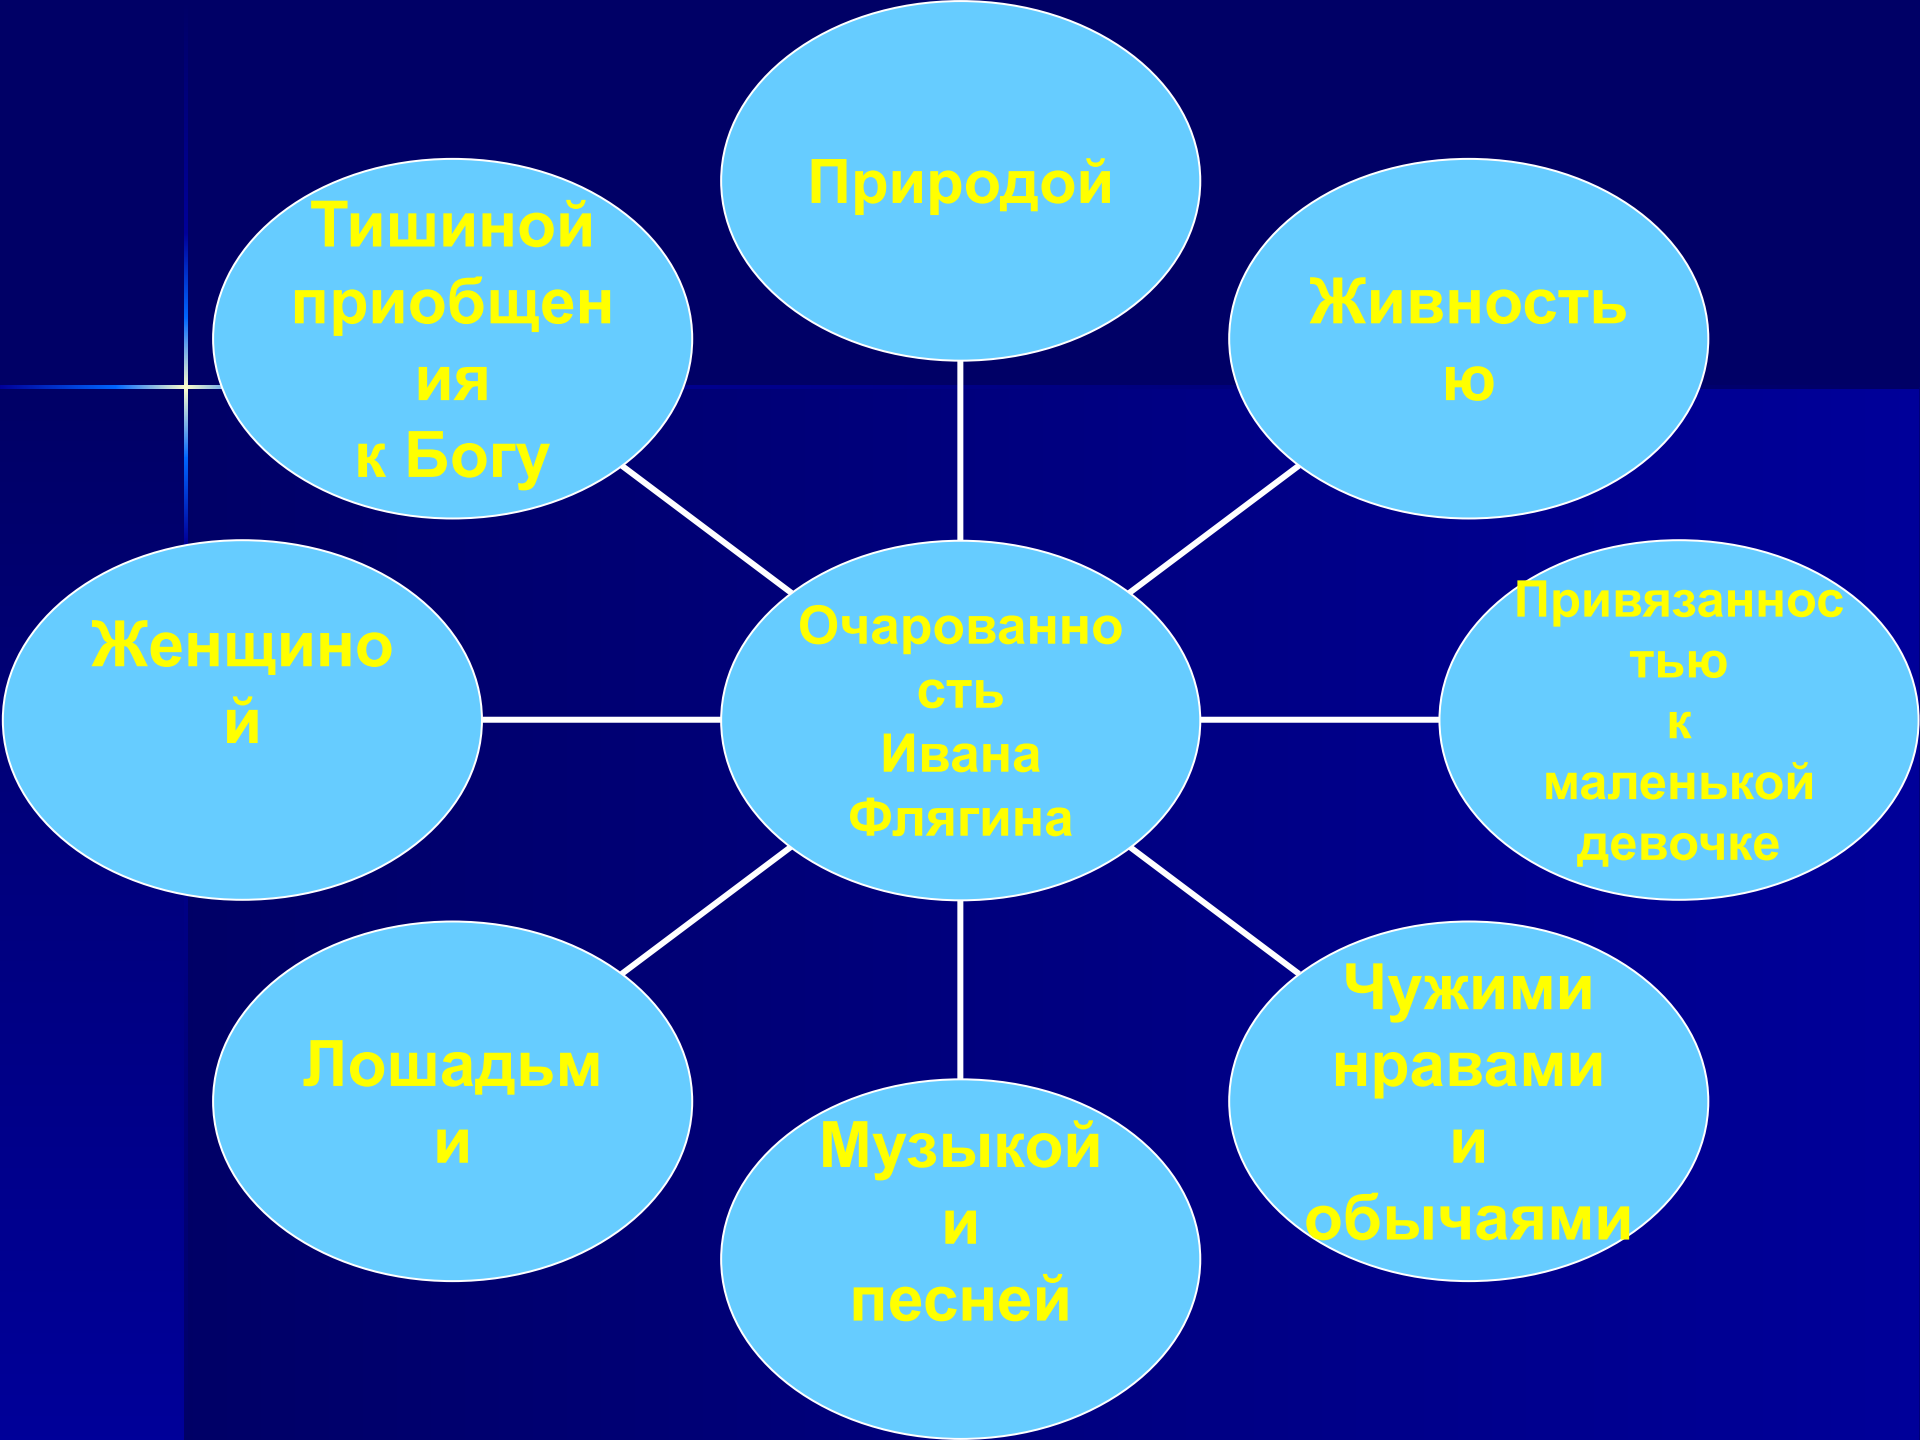 Природой
Тишиной
приобщен
ия
к Богу
Живность
ю
Женщино
й
Очарованно
сть
Ивана
Флягина
Привязаннос
тью
к
маленькой
девочке
Лошадьм
и
Музыкой
и
песней
Чужими
нравами
и
обычаями